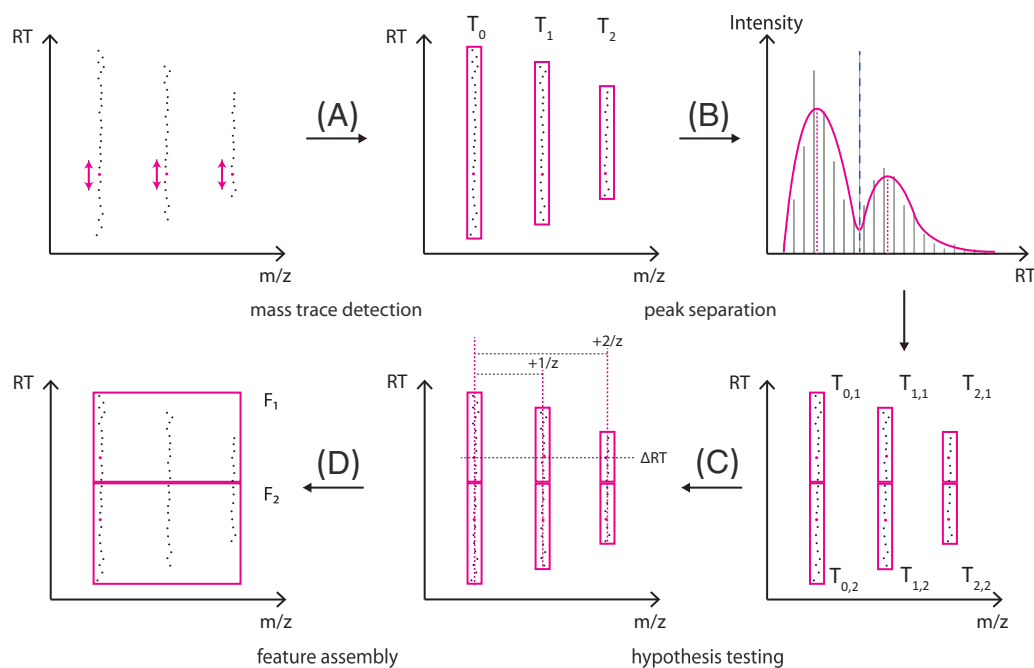 RT
m/z
(A)
mass trace detection
RT
T0
T1
T2
m/z
(B)
peak separation
Intensity
RT
RT
T0,1
T1,1
T2,1
T0,2
T1,2
T2,2
m/z
(C)
hypothesis testing
RT
+2/z
+1/z
ΔRT
m/z
(D)
feature assembly
RT
F1
F2
m/z